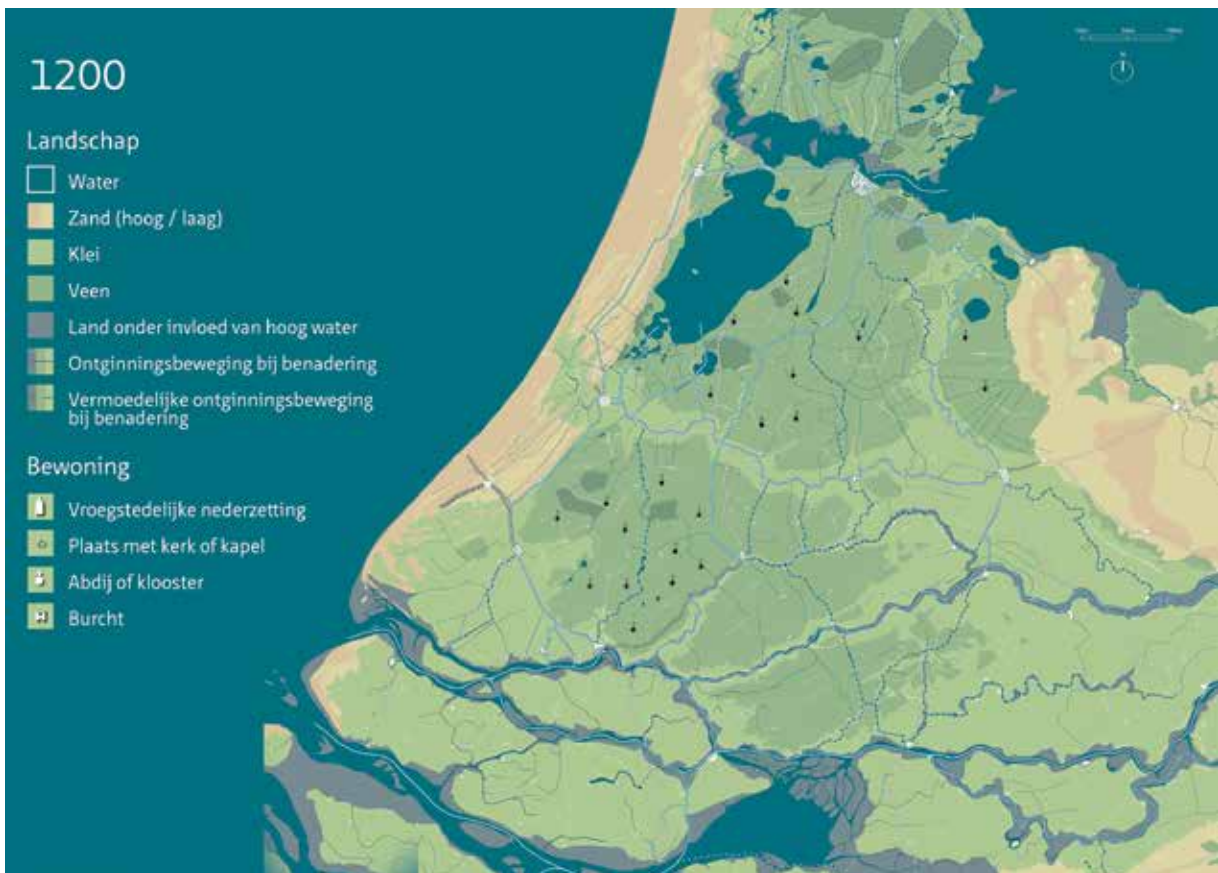 1200
Landschap
Water
Zand (hoog / laag)
Klei
Veen
Land onder invloed van hoog water
Ontginningsbeweging bij benadering
Vermoedelijke ontginningsbeweging
bij benadering
Bewoning
Vroegstedelijke nederzetting
Plaats met kerk of kapel
Abdij of klooster
Burcht